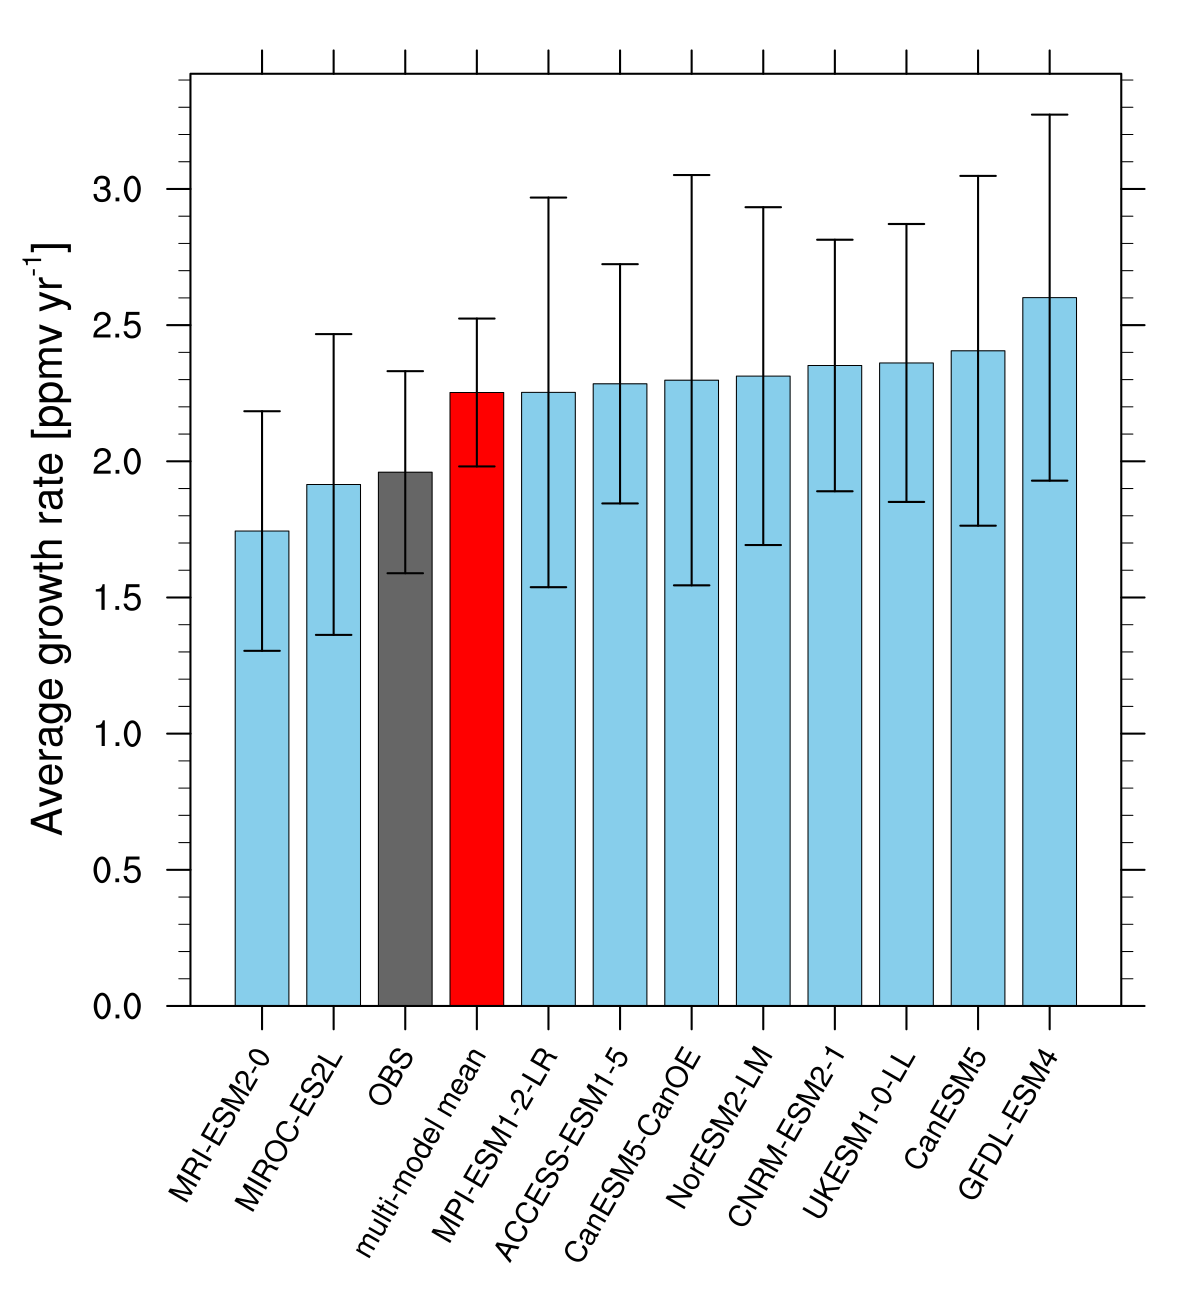 Average growth rate [ppmv yr-1]
3.0
2.5
2.0
1.5
1.0
0.5
0.0
MRI-ESM2-0
MIROC-ES2L
OBS
multi-model mean
MPI-ESM1-2-LR
ACCESS-ESM1-5
CanESM5-CanOE
NorESM2-LM
CNRM-ESM2-1
UKESM1-0-LL
CanESM5
GFDL-ESM4